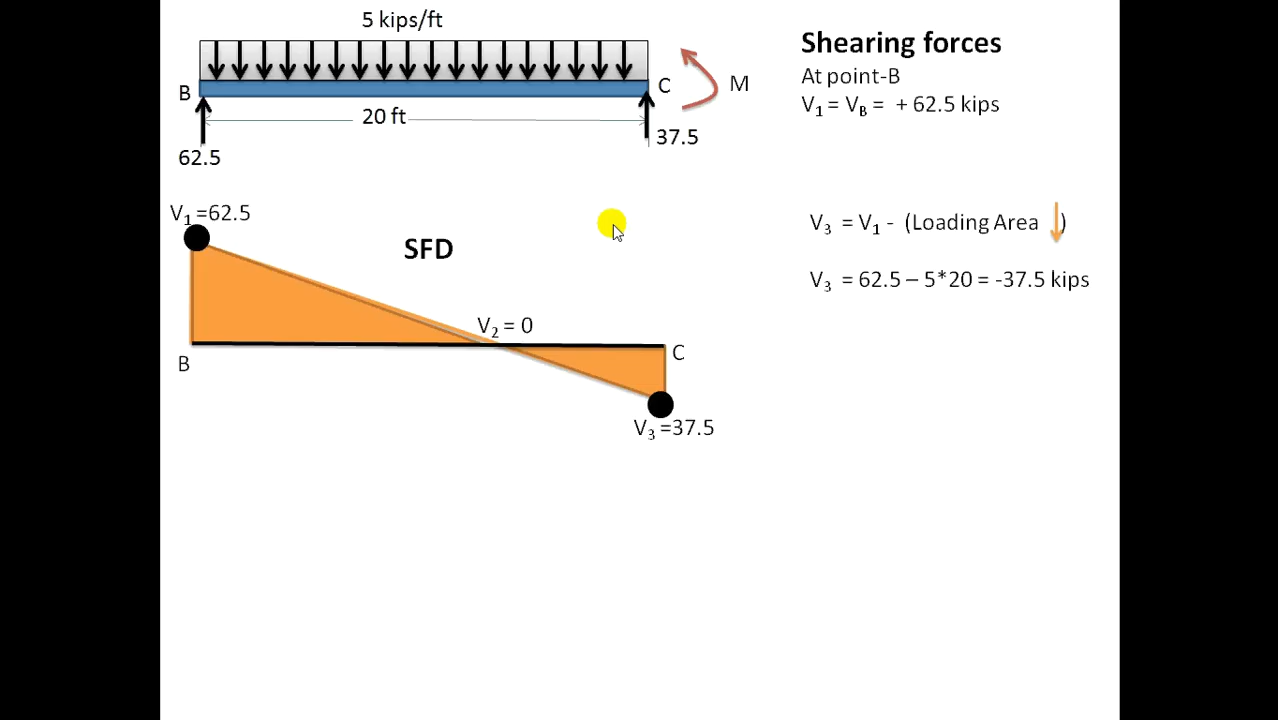 5 kips/ft
B
C
M
20 ft
62.5
37.5
Shearing forces
At point-B
V₁ = V_B = + 62.5 kips
V₁ =62.5
SFD
V₂ = 0
B
C
V₃ =37.5
V₃ = V₁ - (Loading Area )
V₃ = 62.5 – 5*20 = -37.5 kips